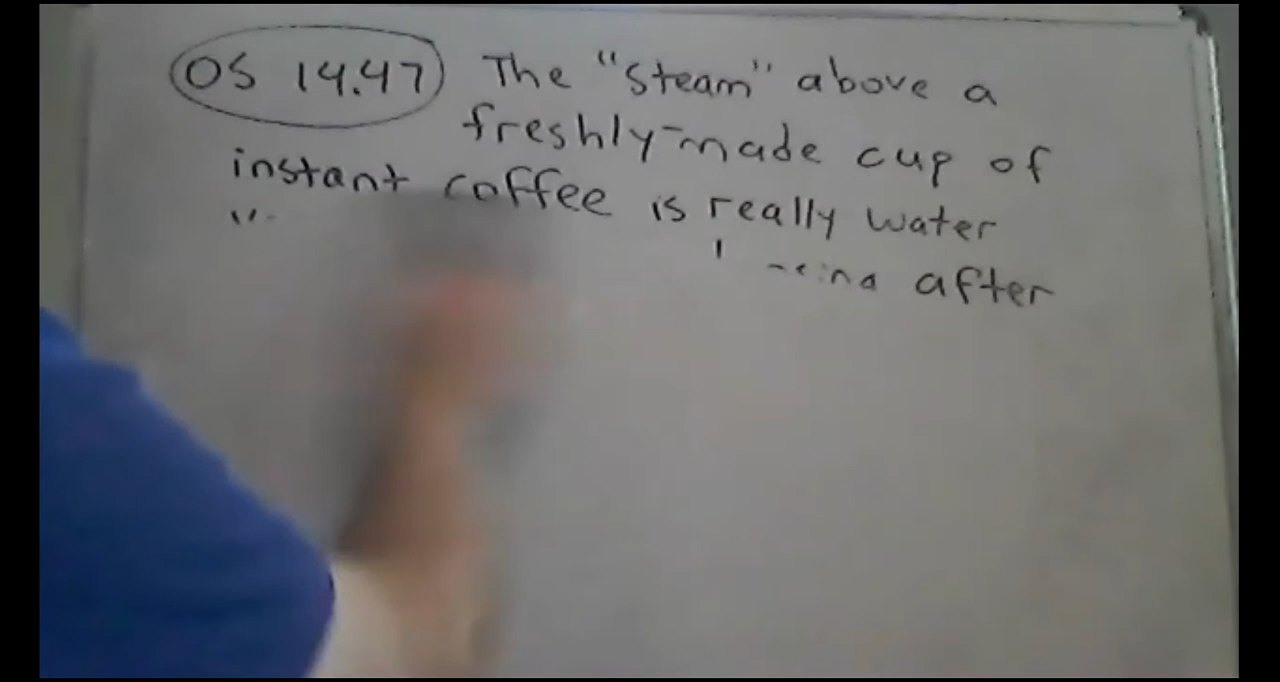 OS 14.47 The "steam" above a
freshly-made cup of
instant coffee is really water
after